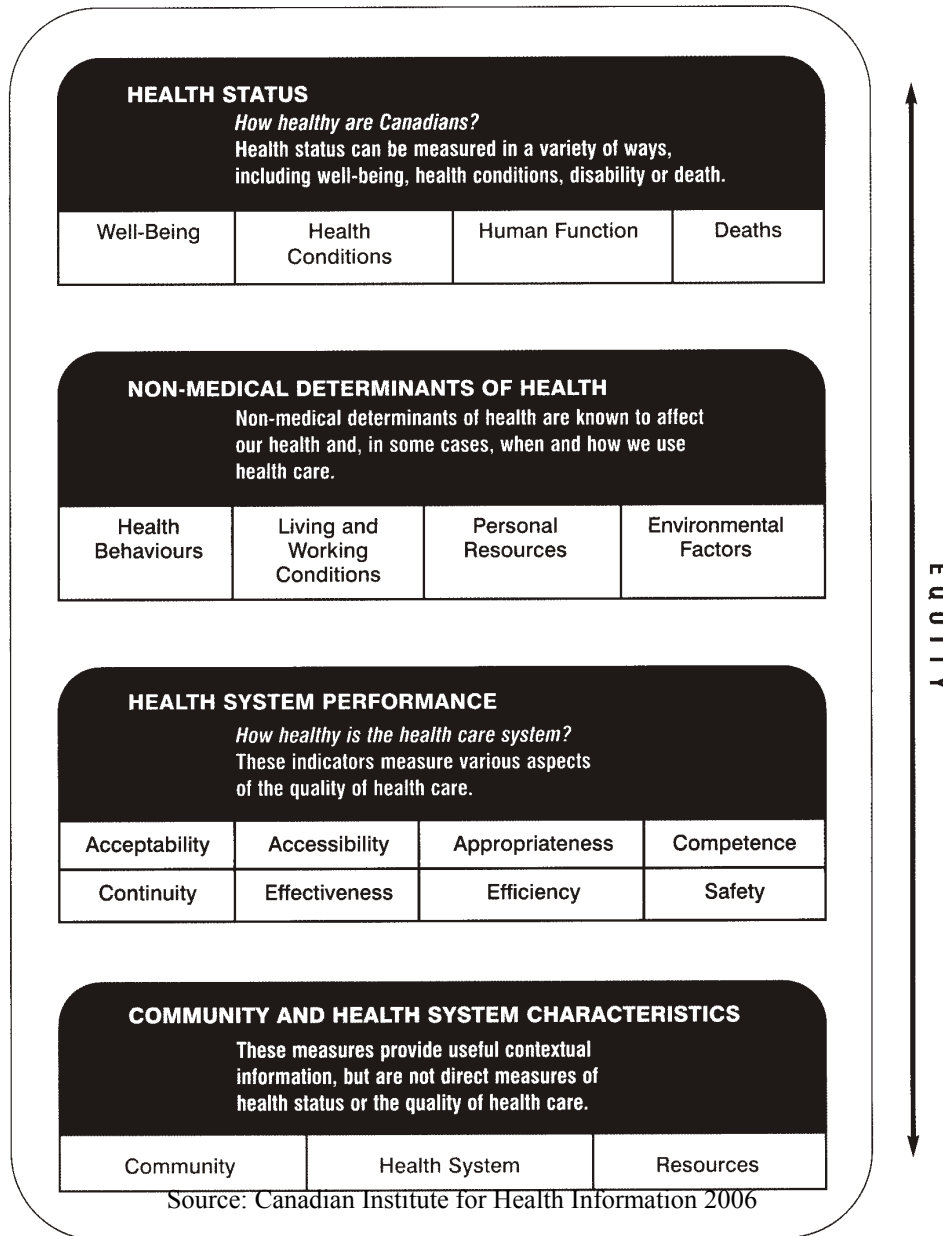 HEALTH STATUS
How healthy are Canadians?
Health status can be measured in a variety of ways,
including well-being, health conditions, disability or death.
Well-Being
Health
Conditions
Human Function
Deaths
NON-MEDICAL DETERMINANTS OF HEALTH
Non-medical determinants of health are known to affect
our health and, in some cases, when and how we use
health care.
Health
Behaviours
Living and
Working
Conditions
Personal
Resources
Environmental
Factors
HEALTH SYSTEM PERFORMANCE
How healthy is the health care system?
These indicators measure various aspects
of the quality of health care.
Acceptability
Accessibility
Appropriateness
Competence
Continuity
Effectiveness
Efficiency
Safety
COMMUNITY AND HEALTH SYSTEM CHARACTERISTICS
These measures provide useful contextual
information, but are not direct measures of
health status or the quality of health care.
Community
Health System
Resources
Source: Canadian Institute for Health Information 2006
EQUITY